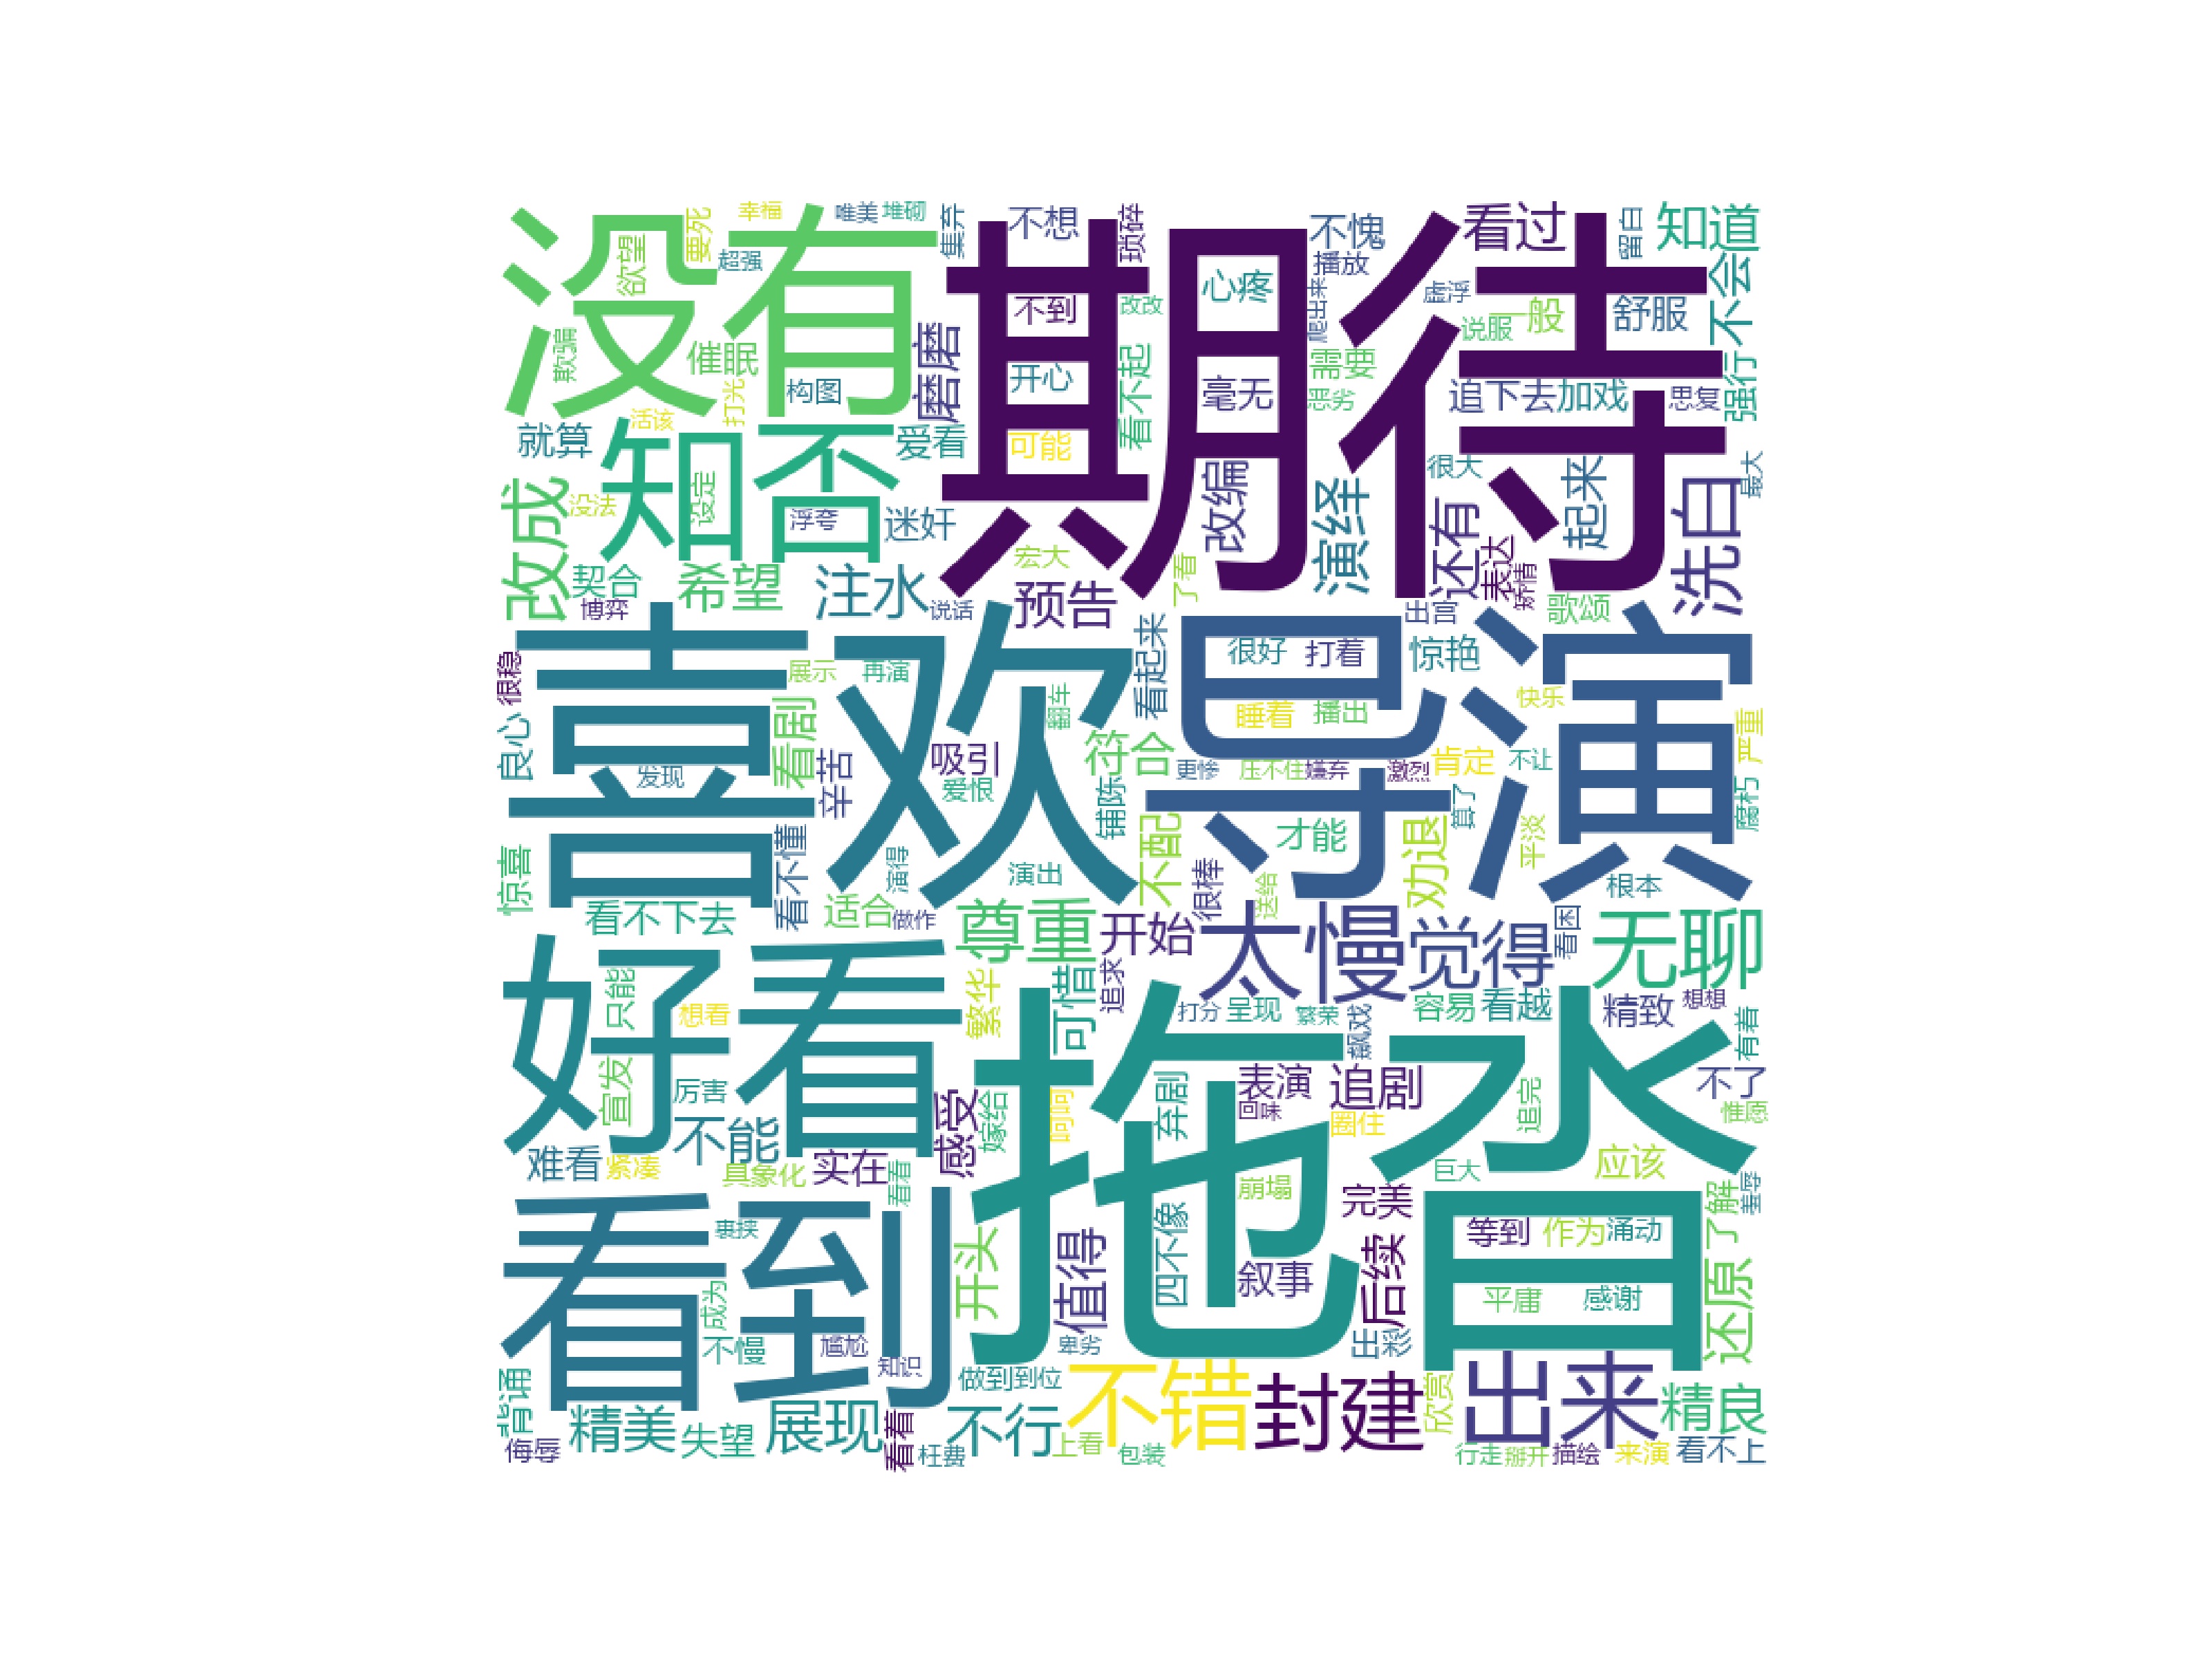 没有
期待
知否
喜欢
导演
好看
拖沓
看到
太慢
觉得
无聊
出来
封建
不错
改成
洗白
尊重
希望
注水
预告
改编
演绎
还有
起来
看过
知道
不会
强行
舒服
一般
说服
虚浮
留白
不愧
播放
心疼
不想
琐碎
不到
改改
爬出来
开心
毫无
需要
恶劣
追下去
加戏
思复
可能
看不起
磨磨
集弃
堆砌
唯美
幸福
要死
超强
欲望
欺骗
催眠
构图
打光
活该
就算
爱看
没法
设定
浮夸
迷奸
契合
博弈
说话
宏大
了看
很大
最大
表达
矫情
歌颂
出宫
很好
打着
惊艳
快乐
睡着
播出
肯定
不让
严重
腐朽
看起来
翻车
再演
展示
很稳
良心
看剧
辛苦
吸引
爱恨
符合
更惨
压不住
嫌弃
激烈
算了
铺陈
不配
才能
劝退
平淡
根本
看困
发现
惊喜
看不下去
看不懂
演得
适合
做作
演出
很棒
送给
开始
追求
可惜
繁华
打分
呈现
繁荣
飙戏
容易
看越
精致
想想
有着
不了
惟愿
追完
追剧
表演
回味
圈住
弃剧
嫁给
呵呵
感受
只能
想看
宣发
厉害
不能
难看
紧凑
具象化
实在
看看
裹挟
成为
不慢
尴尬
知识
开头
值得
四不像
崩塌
叙事
完美
后续
巨大
应该
羞辱
了解
还原
等到
作为
涌动
平庸
感谢
卑劣
出彩
做到
到位
背诵
侮辱
精美
失望
展现
看着
枉费
不行
上看
包装
欣赏
精良
行走
掰开
描绘
来演
看不上